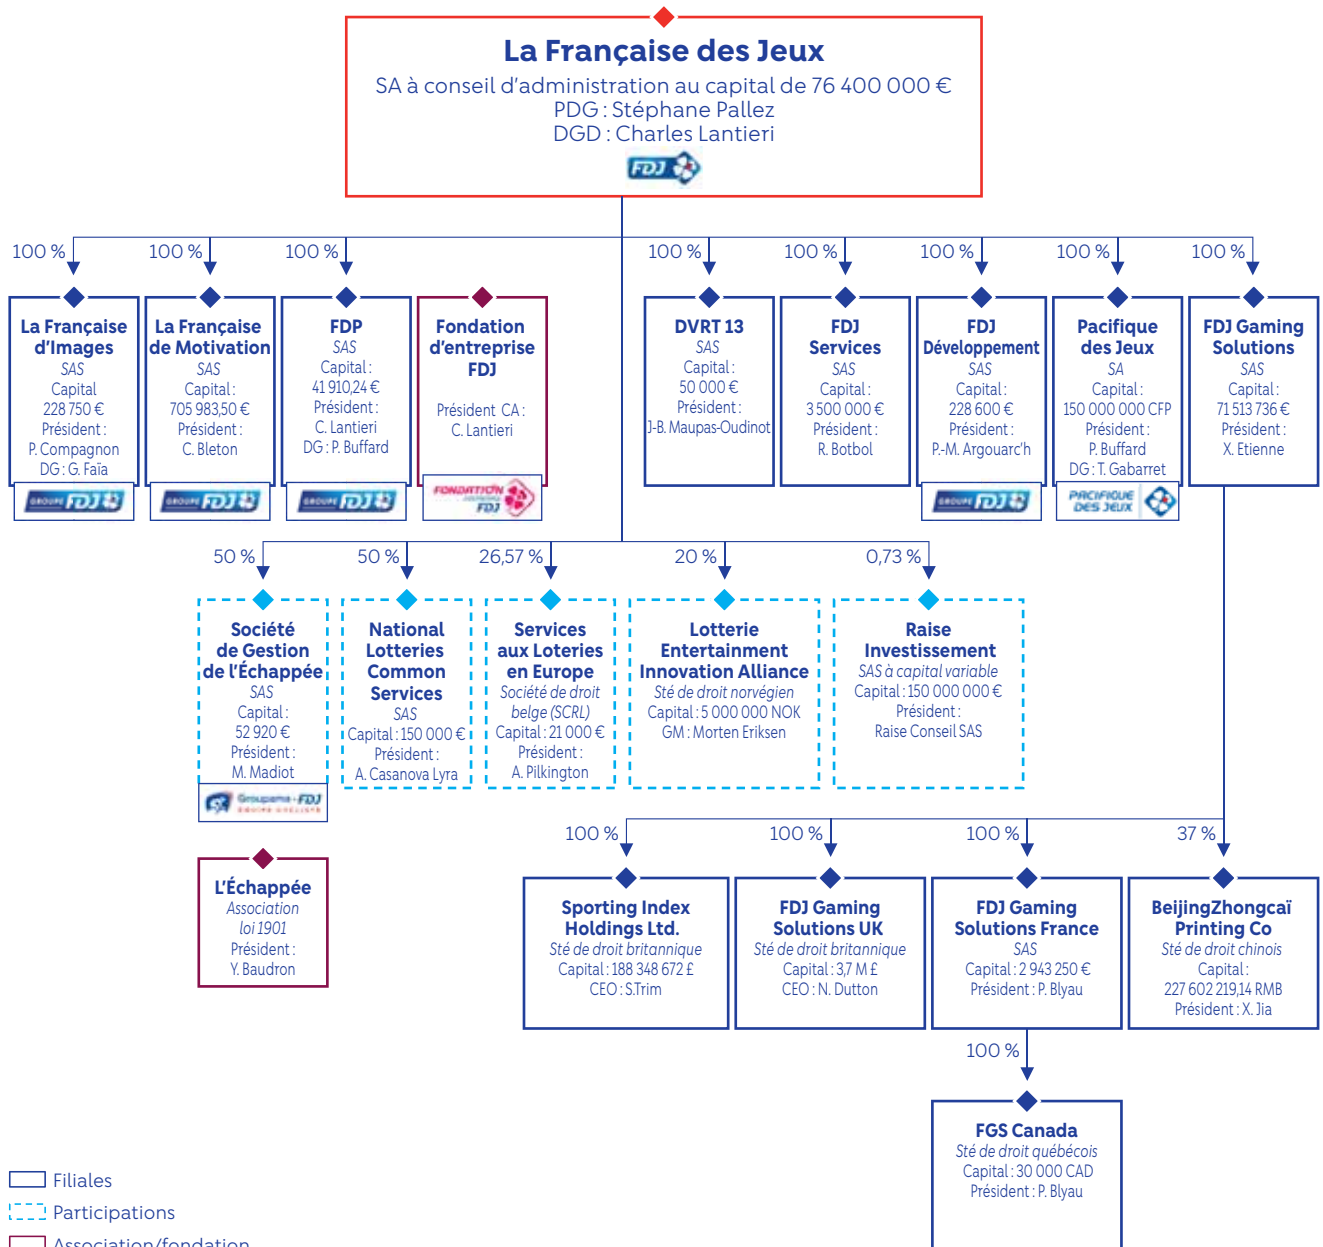 La Française des Jeux
SA à conseil d'administration au capital de 76 400 000 €
PDG : Stéphane Pallez
DGD : Charles Lantieri
FDJ
100 %
100 %
100 %
100 %
100 %
100 %
100 %
100 %
La Française
d'Images
SAS
Capital
228 750 €
Président :
P. Compagnon
DG : G. Faïa
GROUPE FDJ
La Française
de Motivation
SAS
Capital :
705 983,50 €
Président :
C. Bleton
GROUPE FDJ
FDP
SAS
Capital :
41 910,24 €
Président :
C. Lantieri
DG : P. Buffard
GROUPE FDJ
Fondation
d'entreprise
FDJ
Président CA :
C. Lantieri
FONDATION
FDJ
DVRT 13
SAS
Capital :
50 000 €
Président :
J-B. Maupas-Oudinot
FDJ
Services
SAS
Capital :
3 500 000 €
Président :
R. Botbol
FDJ
Développement
SAS
Capital :
228 600 €
Président :
P.-M. Argouarc'h
GROUPE FDJ
Pacifique
des Jeux
SA
Capital :
150 000 000 CFP
Président :
P. Buffard
DG : T. Gabarret
PACIFIQUE
DES JEUX
FDJ Gaming
Solutions
SAS
Capital :
71 513 736 €
Président :
X. Etienne
50 %
50 %
26,57 %
20 %
0,73 %
Société
de Gestion
de l'Échappée
SAS
Capital :
52 920 €
Président :
M. Madiot
Groupama - FDJ
National
Lotteries
Common
Services
SAS
Capital : 150 000 €
Président :
A. Casanova Lyra
Services
aux Loteries
en Europe
Société de droit
belge (SCRL)
Capital : 21 000 €
Président :
A. Pilkington
Lotterie
Entertainment
Innovation Alliance
Sté de droit norvégien
Capital : 5 000 000 NOK
GM : Morten Eriksen
Raise
Investissement
SAS à capital variable
Capital : 150 000 000 €
Président :
Raise Conseil SAS
L'Échappée
Association
loi 1901
Président :
Y. Baudron
100 %
100 %
100 %
37 %
Sporting Index
Holdings Ltd.
Sté de droit britannique
Capital : 188 348 672 £
CEO : S.Trim
FDJ Gaming
Solutions UK
Sté de droit britannique
Capital : 3,7 M £
CEO : N. Dutton
FDJ Gaming
Solutions France
SAS
Capital : 2 943 250 €
Président : P. Blyau
BeijingZhongcaï
Printing Co
Sté de droit chinois
Capital :
227 602 219,14 RMB
Président : X. Jia
100 %
FGS Canada
Sté de droit québécois
Capital : 30 000 CAD
Président : P. Blyau
Filiales
Participations
Association/fondation